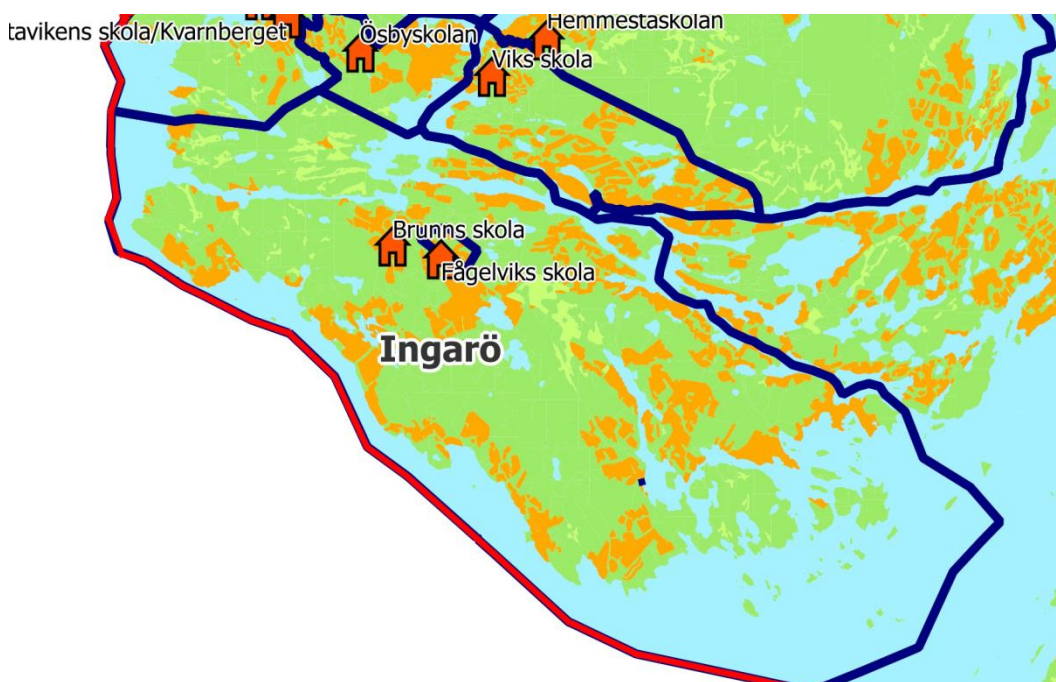 Hemmestaskolan
tavikens skola/Kvarnberget
Ösbyskolan
Viks skola
Brunns skola
Fågelviks skola
Ingarö